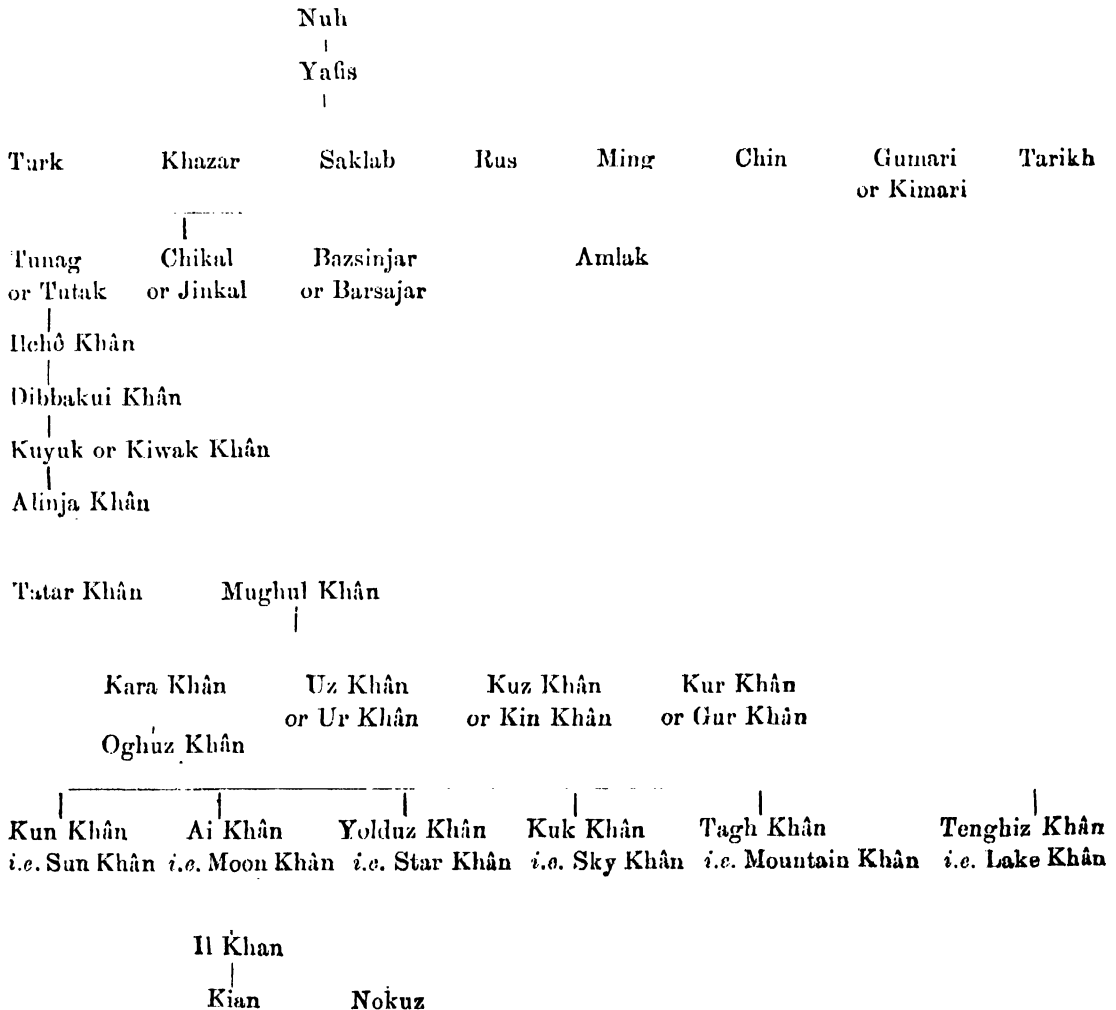 Nuh
Yafis
Turk Khazar Saklab Rus Ming Chin Gumari Tarikh
or Kimari
Tunag Chikal Bazsinjar Amlak
or Tutak or Jinkal or Barsajar
Ilchô Khân
Dibbakui Khân
Kuyuk or Kiwak Khân
Alinja Khân
Tatar Khân Mughul Khân
Kara Khân Uz Khân Kuz Khân Kur Khân
or Ur Khân or Kin Khân or Gur Khân
Oghuz Khân
Kun Khân Ai Khân Yolduz Khân Kuk Khân Tagh Khân Tenghiz Khân
i.e. Sun Khân i.e. Moon Khân i.e. Star Khân i.e. Sky Khân i.e. Mountain Khân i.e. Lake Khân
Il Khan
Kian Nokuz